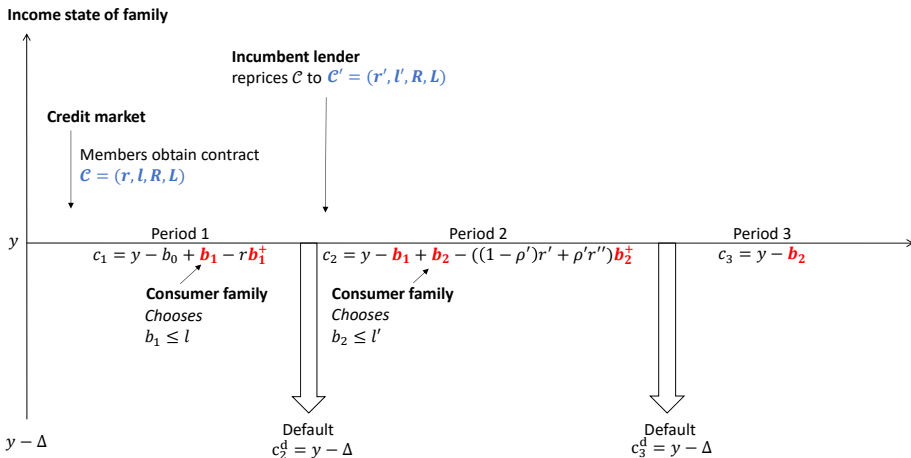 Income state of family
Incumbent lender
reprices 𝒞 to 𝒞′ = (r′, l′, R, L)
Credit market
Members obtain contract
𝒞 = (r, l, R, L)
y
Period 1
Period 2
Period 3
c₁ = y − b₀ + b₁ − rb₁⁺
c₂ = y − b₁ + b₂ − ((1 − ρ′)r′ + ρ′r′′)b₂⁺
c₃ = y − b₂
Consumer family
Chooses
b₁ ≤ l
Consumer family
Chooses
b₂ ≤ l′
y − Δ
Default
c₂ᵈ = y − Δ
Default
c₃ᵈ = y − Δ